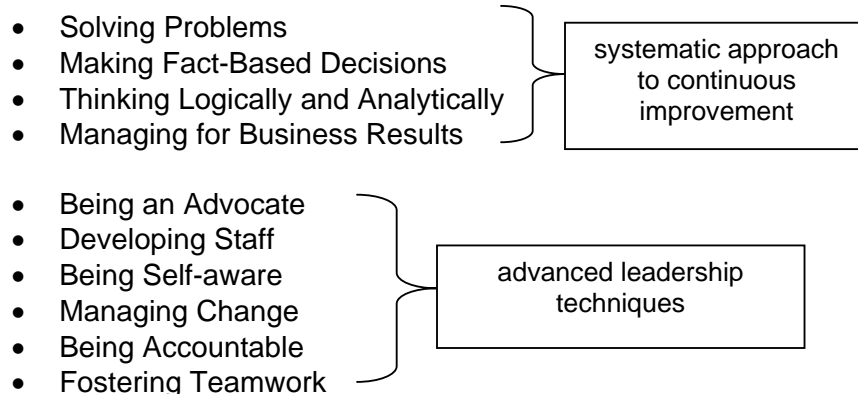 • Solving Problems
• Making Fact-Based Decisions
• Thinking Logically and Analytically
• Managing for Business Results
systematic approach
to continuous
improvement
• Being an Advocate
• Developing Staff
• Being Self-aware
• Managing Change
• Being Accountable
• Fostering Teamwork
advanced leadership
techniques